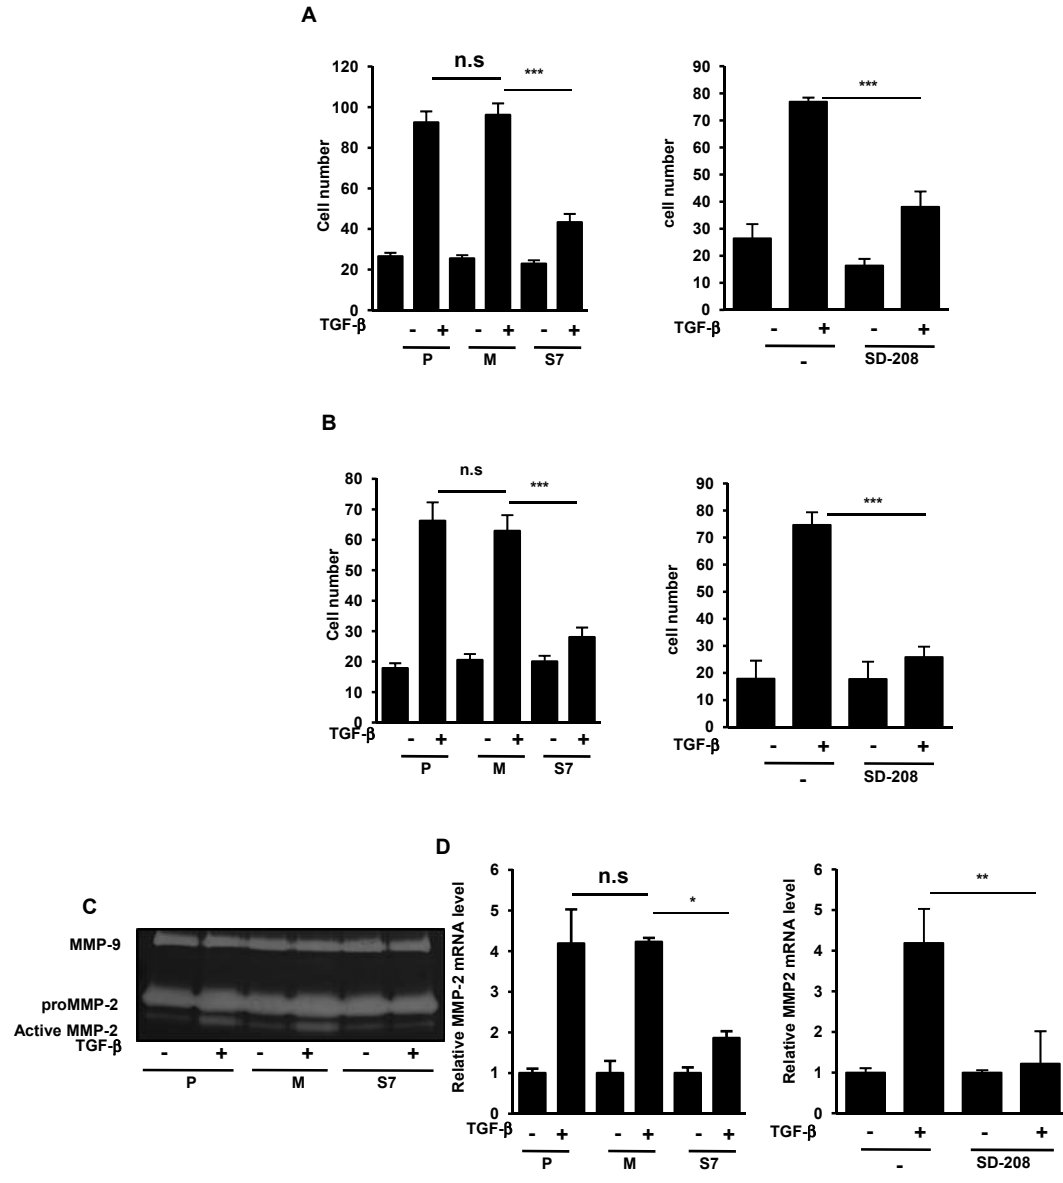 A
n.s
***
120
100
80
60
40
20
0
Cell number
TGF-β
- + - + - +
P M S7
***
90
80
70
60
50
40
30
20
10
0
cell number
TGF-β
- + - +
- SD-208
B
n.s
***
80
70
60
50
40
30
20
10
0
Cell number
TGF-β
- + - + - +
P M S7
***
90
80
70
60
50
40
30
20
10
0
cell number
TGF-β
- + - +
- SD-208
C
MMP-9
proMMP-2
Active MMP-2
TGF-β
- + - + - +
P M S7
D
n.s
*
6
5
4
3
2
1
0
Relative MMP-2 mRNA level
TGF-β
- + - + - +
P M S7
**
6
5
4
3
2
1
0
Relative MMP2 mRNA level
TGF-β
- + - +
- SD-208